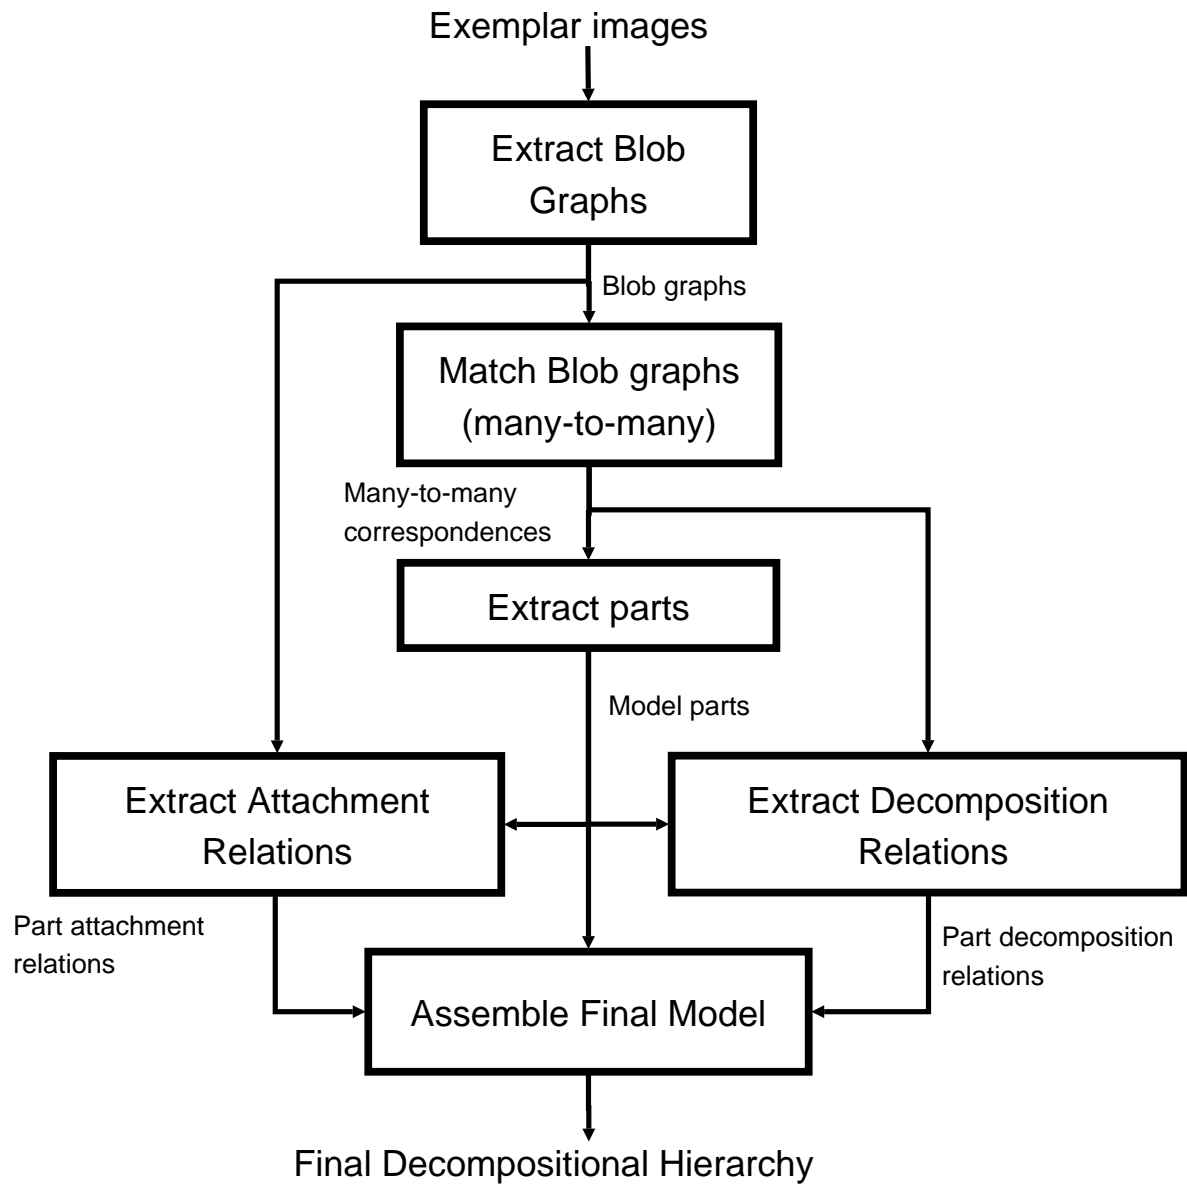 Exemplar images
Extract Blob
Graphs
Blob graphs
Match Blob graphs
(many-to-many)
Many-to-many
correspondences
Extract parts
Model parts
Extract Attachment
Relations
Extract Decomposition
Relations
Part attachment
relations
Part decomposition
relations
Assemble Final Model
Final Decompositional Hierarchy